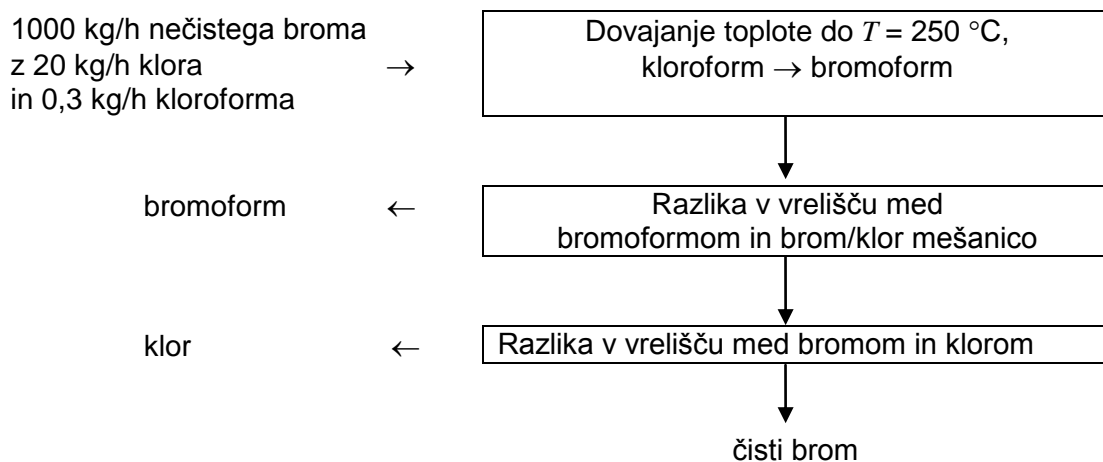 1000 kg/h nečistega broma
z 20 kg/h klora →
in 0,3 kg/h kloroforma
Dovajanje toplote do T = 250 °C,
kloroform → bromoform
bromoform ←
Razlika v vrelišču med
bromoformom in brom/klor mešanico
klor ←
Razlika v vrelišču med bromom in klorom
čisti brom